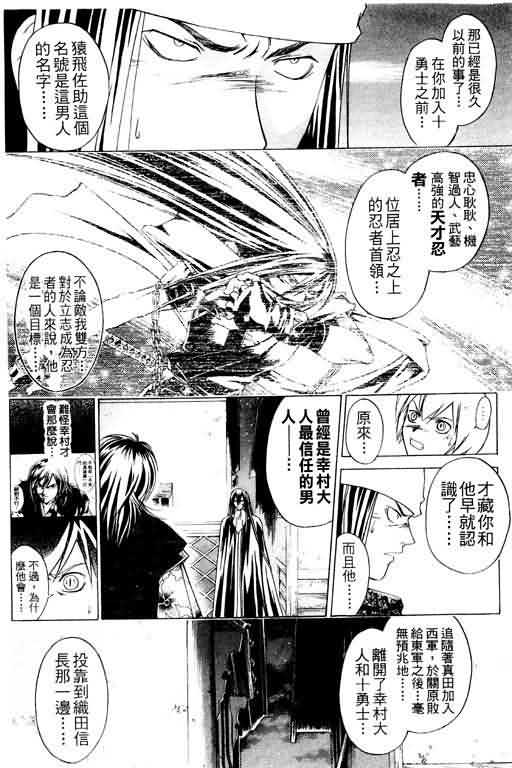 那已經是很久
以前的事了⋯
在你加入十
勇士之前⋯
猿飛佐助這個
名號是這男人
的名字⋯⋯
忠心耿耿、機
智過人、武藝
高強的天才忍
者⋯⋯
位居上忍之上
的忍者首領⋯
不論敵我雙方⋯
對於立志成為忍
者的人來說，他
是一個目標⋯⋯
⋯⋯
原來⋯
曾經是幸村大
人最信任的男
人——
難怪幸村才
會那麼說⋯
才藏你和
他早就認
識了⋯⋯
而且他⋯⋯
不過，為什
麼他會⋯⋯
追隨著真田加入
西軍，於關原敗
給東軍之後⋯毫
無預兆地⋯⋯
離開了幸村大
人和十勇士⋯
投靠到織田信
長那一邊⋯⋯